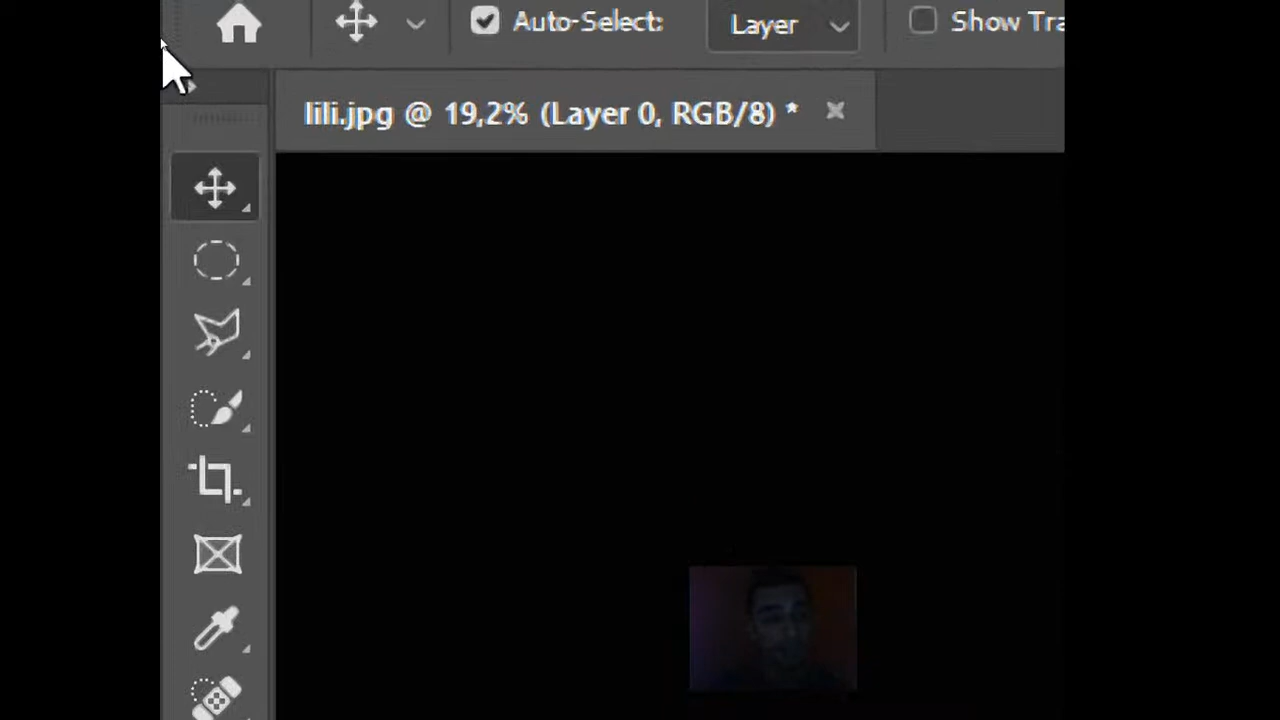 Auto-Select:
Layer
Show Tra
lili.jpg @ 19,2% (Layer 0, RGB/8) *